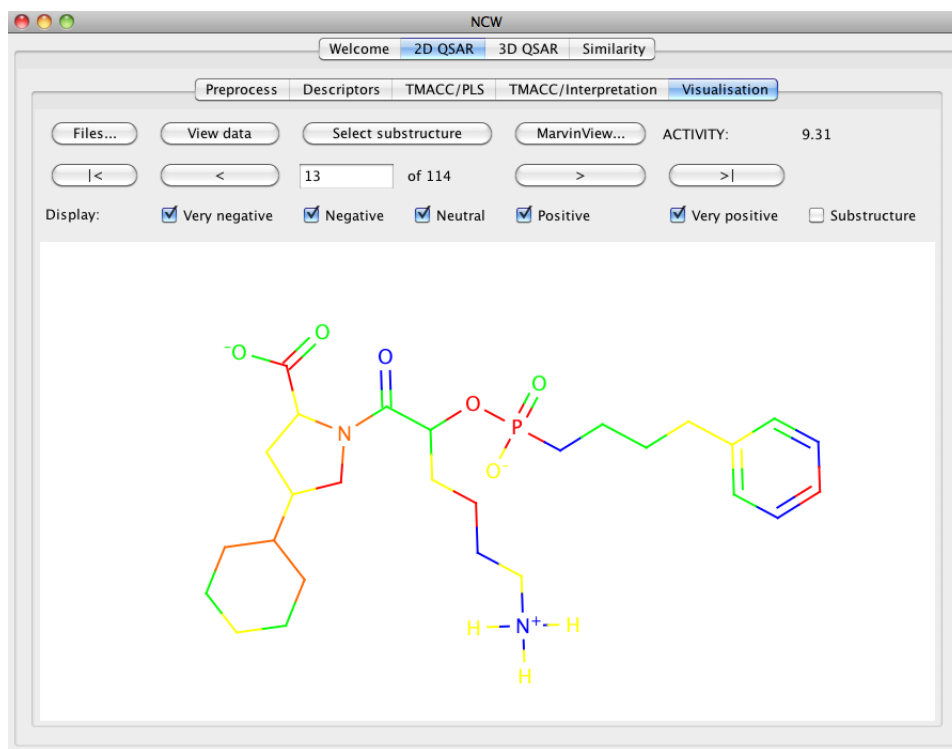 NCW
Welcome 2D QSAR 3D QSAR Similarity
Preprocess Descriptors TMACC/PLS TMACC/Interpretation Visualisation
Files... View data Select substructure MarvinView... ACTIVITY: 9.31
|< < 13 of 114 > >|
Display: Very negative Negative Neutral Positive Very positive Substructure
O
⁻O
O
O
O
N
P
O⁻
H N⁺ H
H